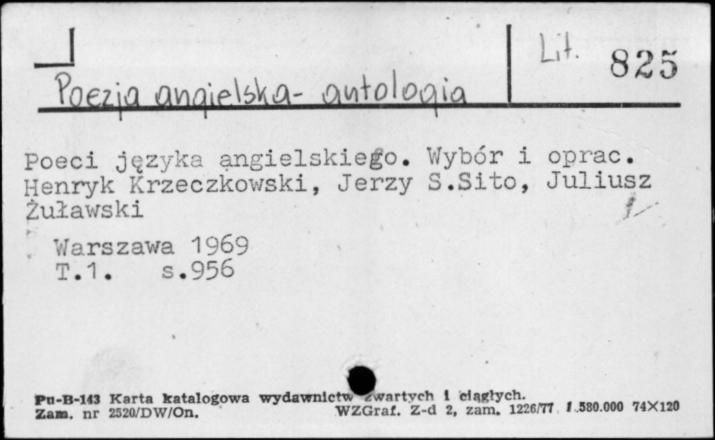 Lit. 825
Poezja angielska - antologia
Poeci języka angielskiego. Wybór i oprac.
Henryk Krzeczkowski, Jerzy S.Sito, Juliusz
Żuławski
Warszawa 1969
T.1. s.956
Pu-B-143 Karta katalogowa wydawnictw zwartych i ciągłych.
Zam. nr 2520/DW/On. WZGraf. Z-d 2, zam. 1226/77 1.580.000 74×120